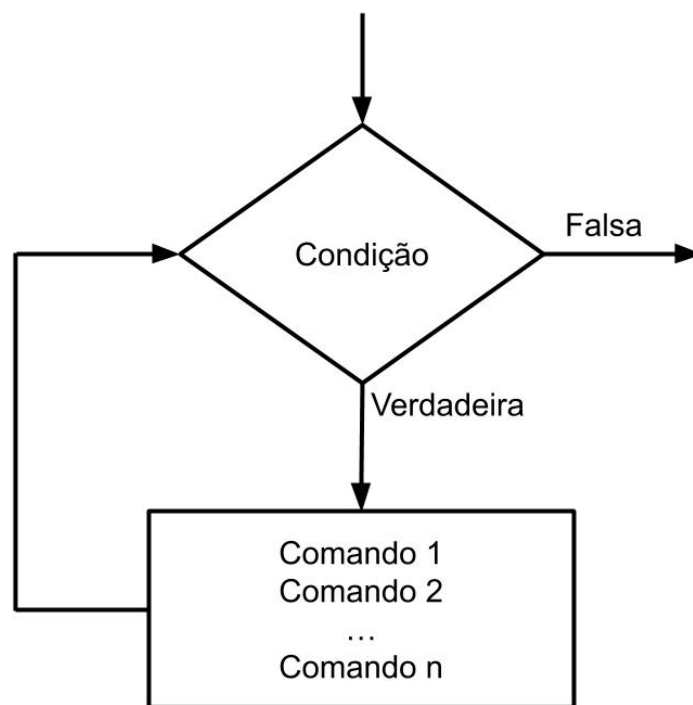 Falsa
Condição
Verdadeira
Comando 1
Comando 2
...
Comando n